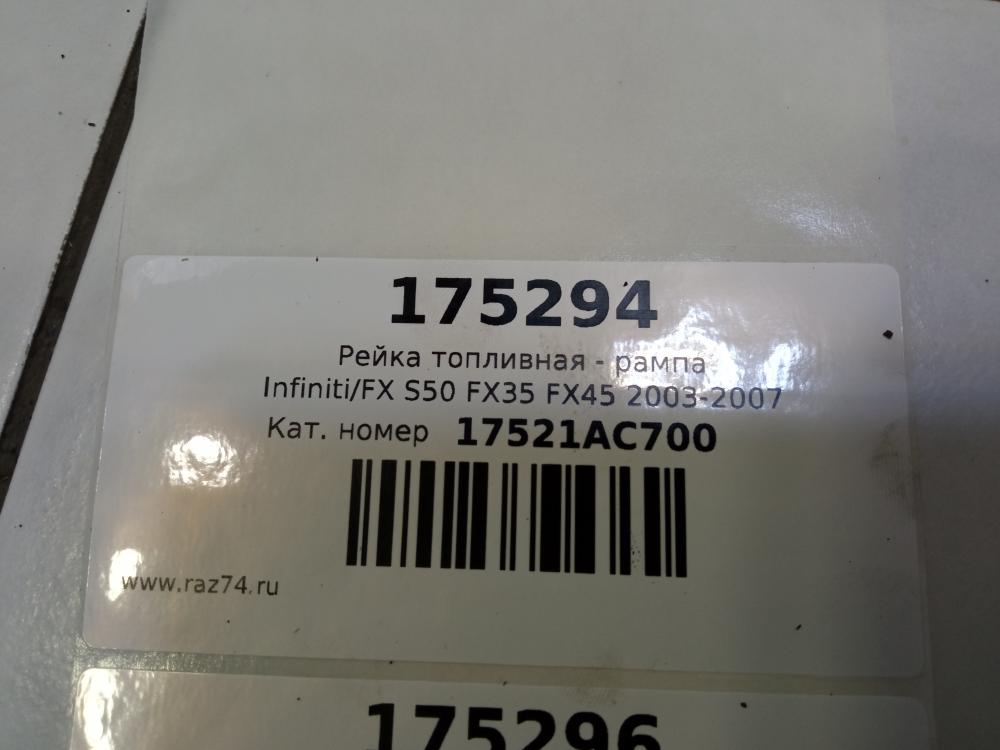 175294
Рейка топливная - рампа
Infiniti/FX S50 FX35 FX45 2003-2007
Кат. номер 17521AC700
www.raz74.ru
175296